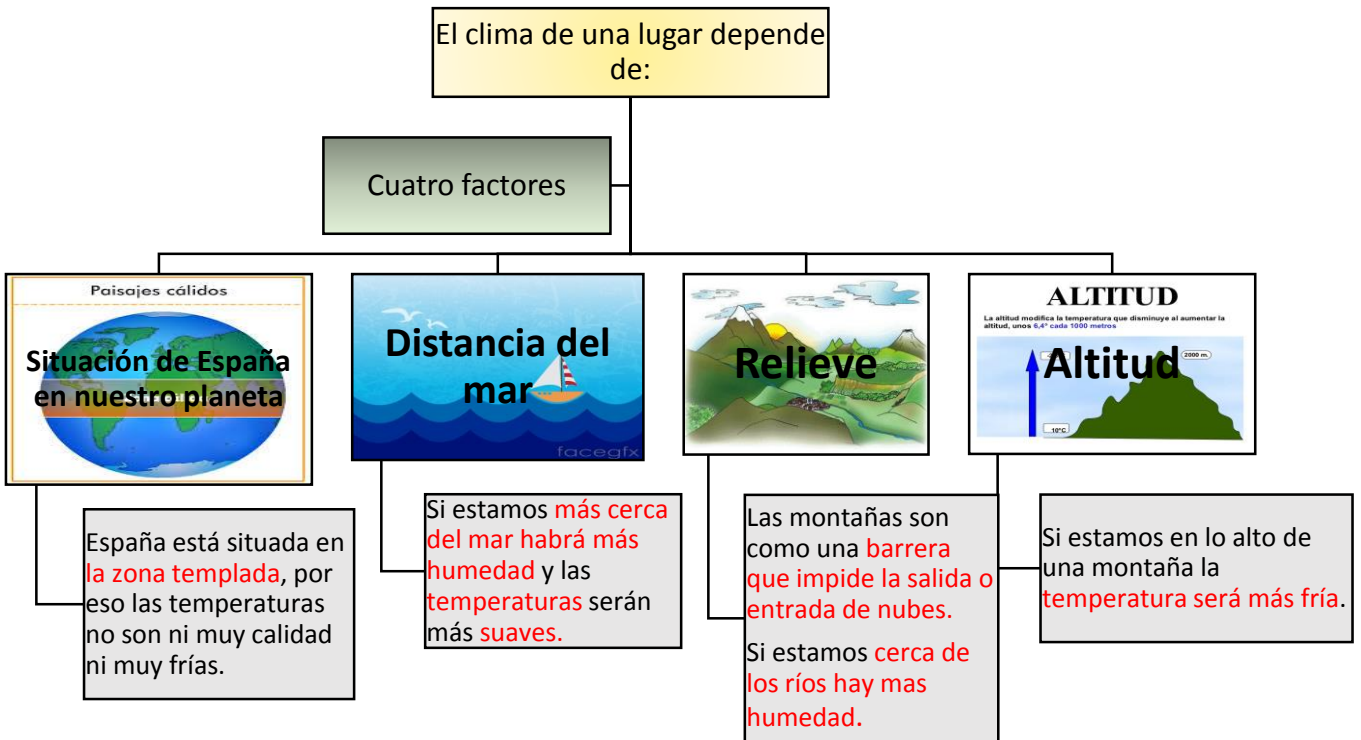 El clima de una lugar depende
de:
Cuatro factores
Paisajes cálidos
Situación de España
en nuestro planeta
Distancia del
mar
facegfx
Relieve
ALTITUD
La altitud modifica la temperatura que disminuye al aumentar la
altitud, unos 6,4º cada 1000 metros
Altitud
2000 m.
10ºC
España está situada en
la zona templada, por
eso las temperaturas
no son ni muy calidad
ni muy frías.
Si estamos más cerca
del mar habrá más
humedad y las
temperaturas serán
más suaves.
Las montañas son
como una barrera
que impide la salida o
entrada de nubes.
Si estamos cerca de
los ríos hay mas
humedad.
Si estamos en lo alto de
una montaña la
temperatura será más fría.